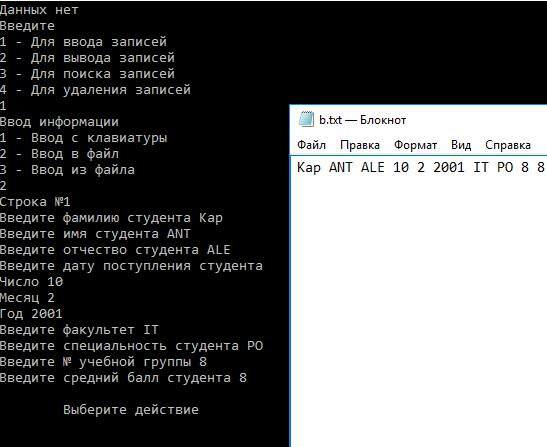 Данных нет
Введите
1 - Для ввода записей
2 - Для вывода записей
3 - Для поиска записей
4 - Для удаления записей
1
Ввод информации
1 - Ввод с клавиатуры
2 - Ввод в файл
3 - Ввод из файла
2
Строка №1
Введите фамилию студента Кар
Введите имя студента ANT
Введите отчество студента ALE
Введите дату поступления студента
Число 10
Месяц 2
Год 2001
Введите факультет IT
Введите специальность студента PO
Введите № учебной группы 8
Введите средний балл студента 8
Выберите действие
b.txt — Блокнот
Файл Правка Формат Вид Справка
Кар ANT ALE 10 2 2001 IT PO 8 8